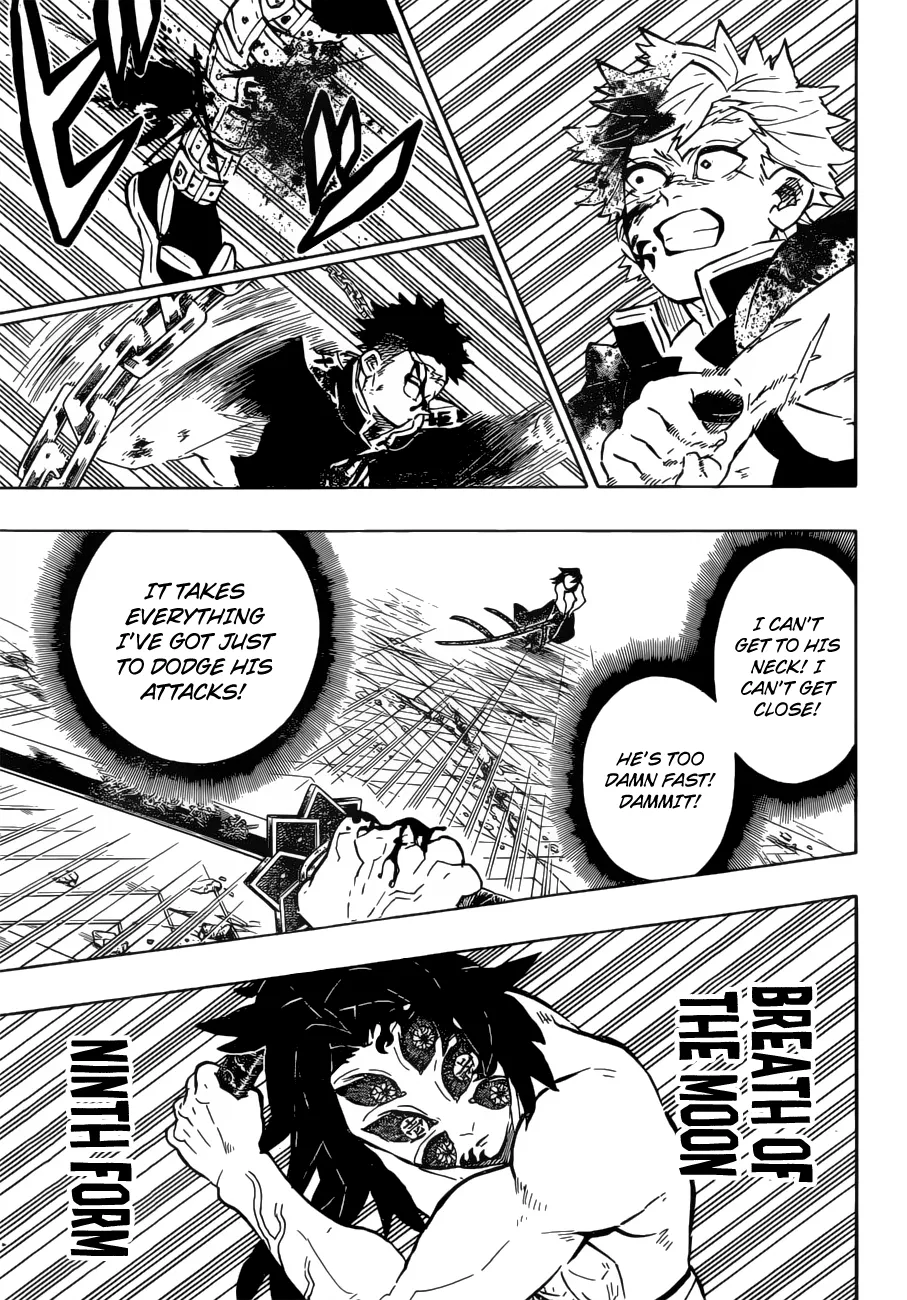 I CAN'T
GET TO HIS
NECK! I
CAN'T GET
CLOSE!
HE'S TOO
DAMN FAST!
DAMMIT!
IT TAKES
EVERYTHING
I'VE GOT JUST
TO DODGE HIS
ATTACKS!
BREATH OF
THE MOON
NINTH FORM